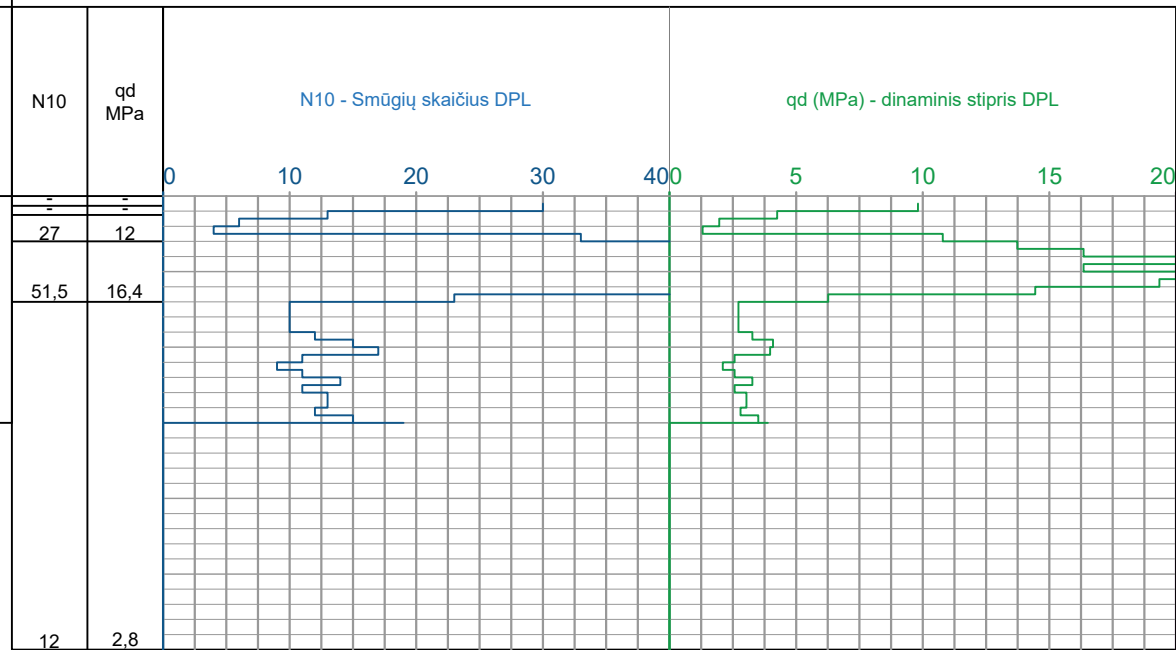 N10
qd
MPa
N10 - Smūgių skaičius DPL
qd (MPa) - dinaminis stipris DPL
0 10 20 30 40
0 5 10 15 20
- -
- -
27 12
51,5 16,4
12 2,8